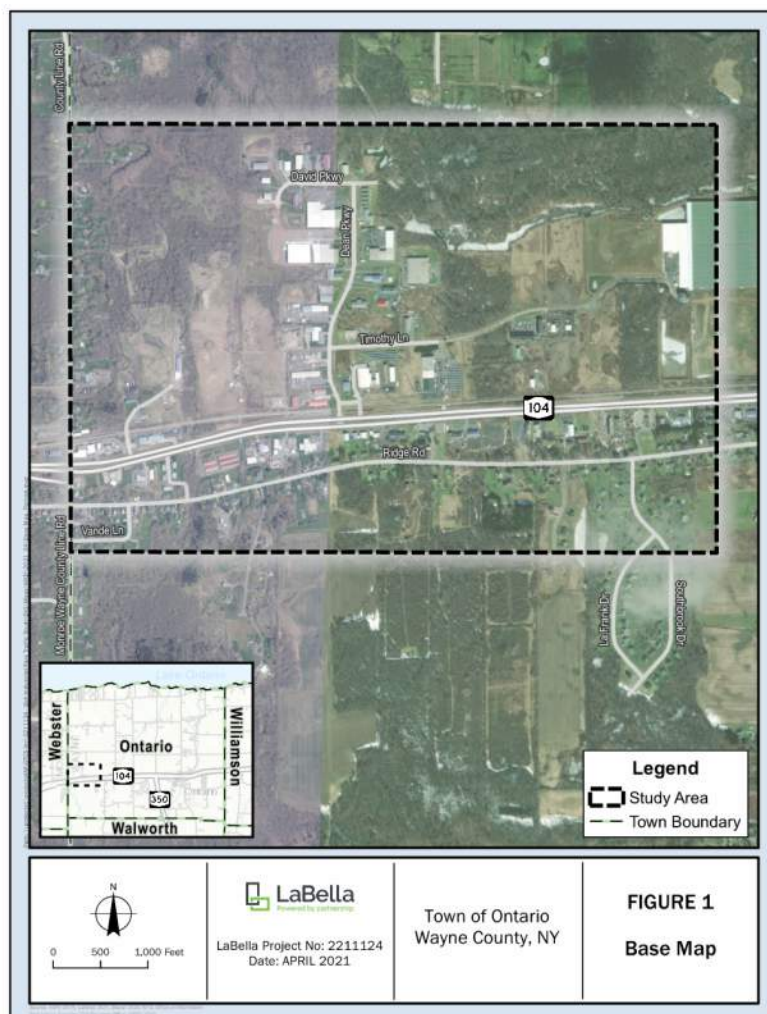 County Line Rd
David Pkwy
Dean Pkwy
Timothy Ln
104
Ridge Rd
Vande Ln
Monroe Wayne County Line Rd
La Frank Dr
Southbrook Dr
Lake Ontario
Webster
Ontario
Williamson
104
350
Walworth
Legend
Study Area
Town Boundary
N
0 500 1,000 Feet
LaBella
Powered by partnership.
LaBella Project No: 2211124
Date: APRIL 2021
Town of Ontario
Wayne County, NY
FIGURE 1
Base Map